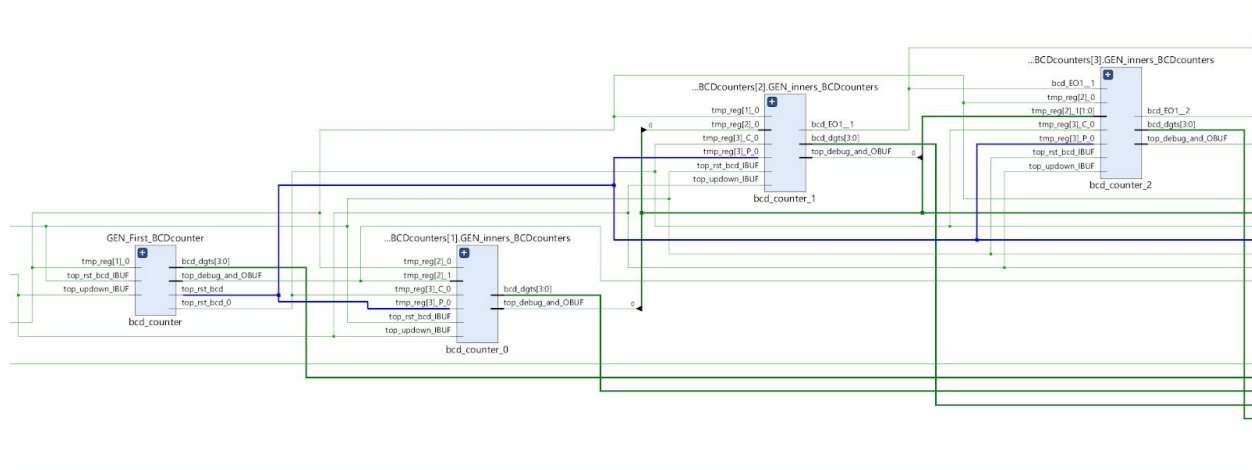 GEN_First_BCDcounter
tmp_reg[1]_0
top_rst_bcd_IBUF
top_updown_IBUF
bcd_dgts[3:0]
top_debug_and_OBUF
top_rst_bcd
top_rst_bcd_0
bcd_counter
...BCDcounters[1].GEN_inners_BCDcounters
tmp_reg[2]_0
tmp_reg[2]_1
tmp_reg[3]_C_0
tmp_reg[3]_P_0
top_rst_bcd_IBUF
top_updown_IBUF
bcd_dgts[3:0]
top_debug_and_OBUF
0
bcd_counter_0
...BCDcounters[2].GEN_inners_BCDcounters
0
tmp_reg[1]_0
tmp_reg[2]_0
tmp_reg[3]_C_0
tmp_reg[3]_P_0
top_rst_bcd_IBUF
top_updown_IBUF
bcd_EO1__1
bcd_dgts[3:0]
top_debug_and_OBUF
0
bcd_counter_1
...BCDcounters[3].GEN_inners_BCDcounters
bcd_EO1__1
tmp_reg[2]_0
tmp_reg[2]_1[1:0]
tmp_reg[3]_C_0
tmp_reg[3]_P_0
top_rst_bcd_IBUF
top_updown_IBUF
bcd_EO1__2
bcd_dgts[3:0]
top_debug_and_OBUF
bcd_counter_2